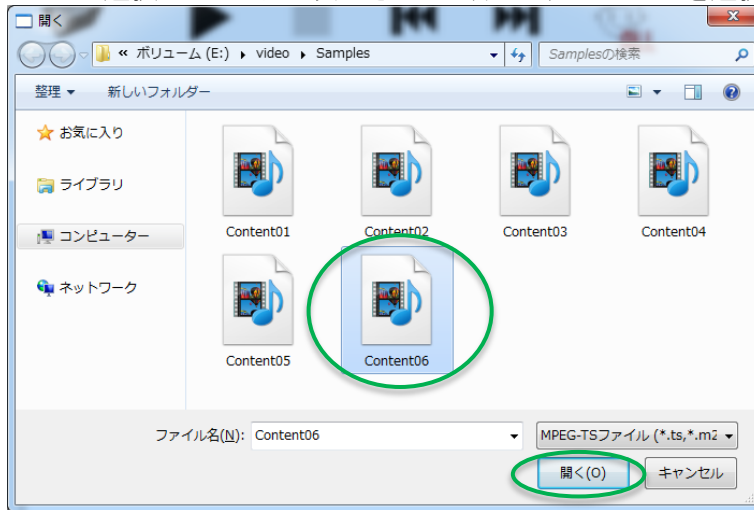 開く
« ボリューム (E:) ▸ video ▸ Samples
Samplesの検索
整理 ▼ 新しいフォルダー
お気に入り
ライブラリ
コンピューター
ネットワーク
Content01 Content02 Content03 Content04
Content05 Content06
ファイル名(N): Content06
MPEG-TSファイル (*.ts,*.m2
開く(O) キャンセル